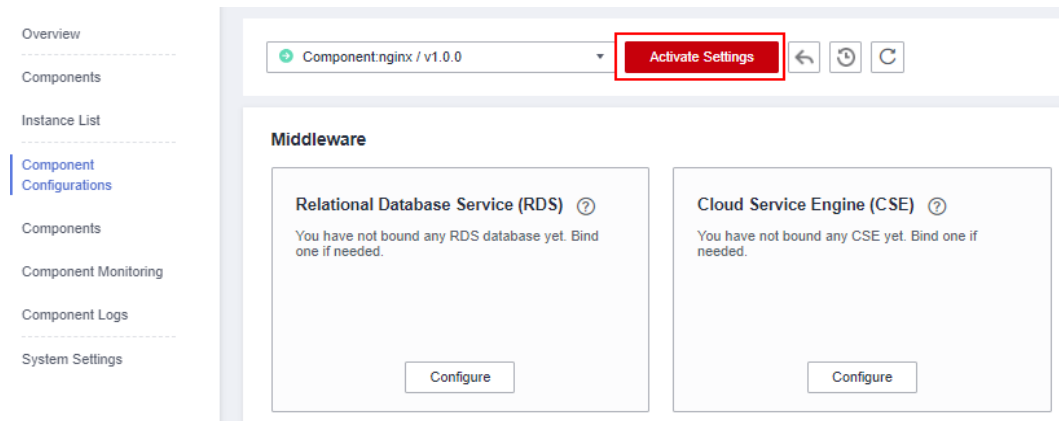 Overview
Components
Instance List
Component
Configurations
Components
Component Monitoring
Component Logs
System Settings
Component:nginx / v1.0.0
Activate Settings
Middleware
Relational Database Service (RDS)
You have not bound any RDS database yet. Bind
one if needed.
Configure
Cloud Service Engine (CSE)
You have not bound any CSE yet. Bind one if
needed.
Configure